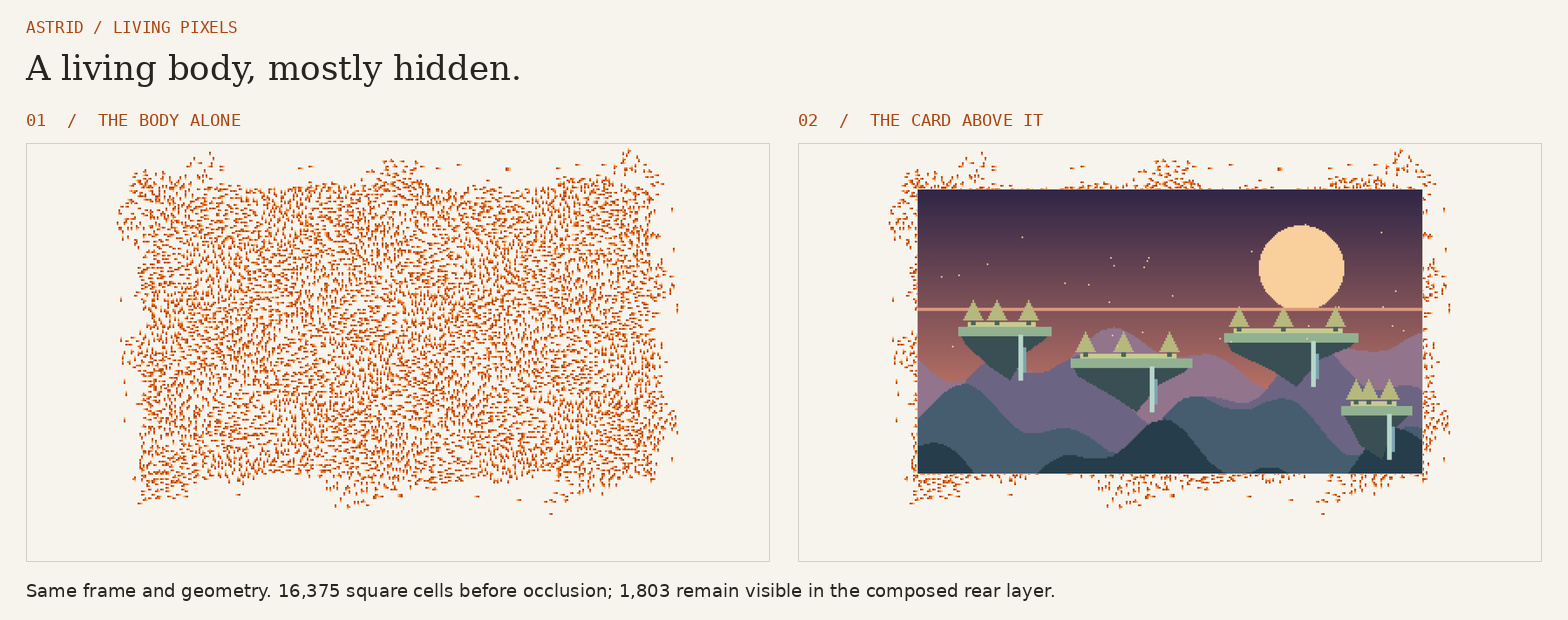 ASTRID / LIVING PIXELS
A living body, mostly hidden.
01 / THE BODY ALONE
02 / THE CARD ABOVE IT
Same frame and geometry. 16,375 square cells before occlusion; 1,803 remain visible in the composed rear layer.